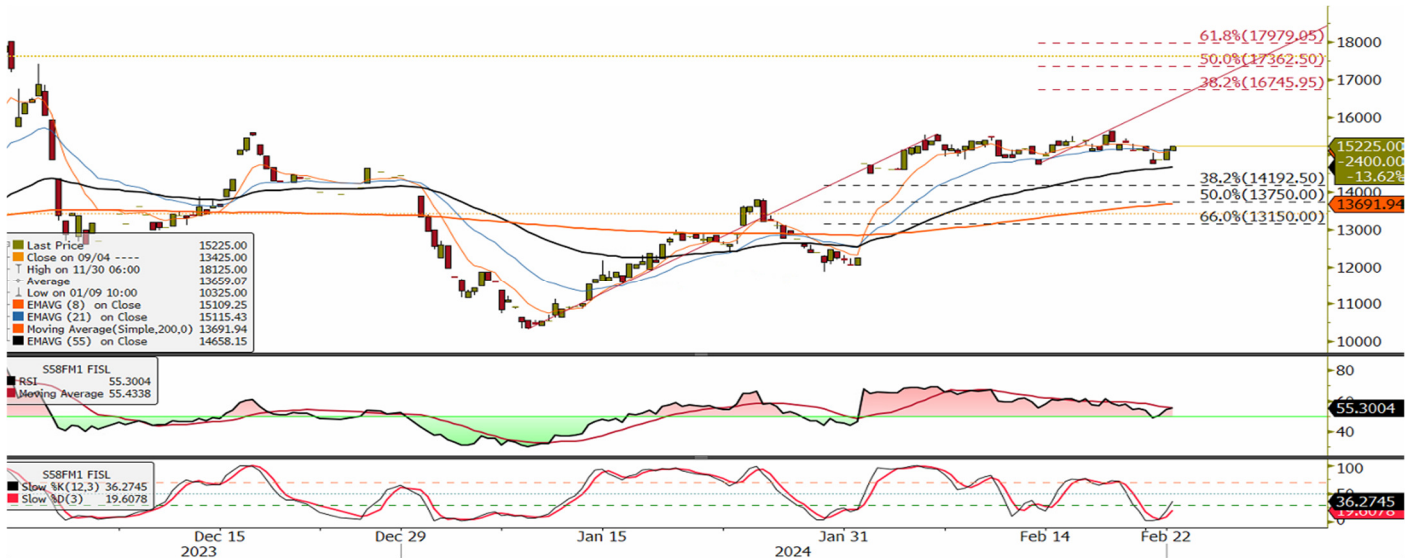 61.8%(17979.05)
50.0%(17362.50)
38.2%(16745.95)
38.2%(14192.50)
50.0%(13750.00)
66.0%(13150.00)
18000
17000
16000
15225.00
-2400.00
-13.62%
14000
13691.94
13000
12000
11000
10000
Last Price 15225.00
Close on 09/04 ---- 13425.00
High on 11/30 06:00 18125.00
Average 13659.07
Low on 01/09 10:00 10325.00
EMAVG (8) on Close 15109.25
EMAVG (21) on Close 15115.43
Moving Average(Simple,200,0) 13691.94
EMAVG (55) on Close 14658.15
S58FM1 FISL
RSI 55.3004
Moving Average 55.4338
80
55.3004
40
S58FM1 FISL
Slow %K(12,3) 36.2745
Slow %D(3) 19.6078
100
50
36.2745
19.6078
0
Dec 15
Dec 29
Jan 15
Jan 31
Feb 14
Feb 22
2023
2024